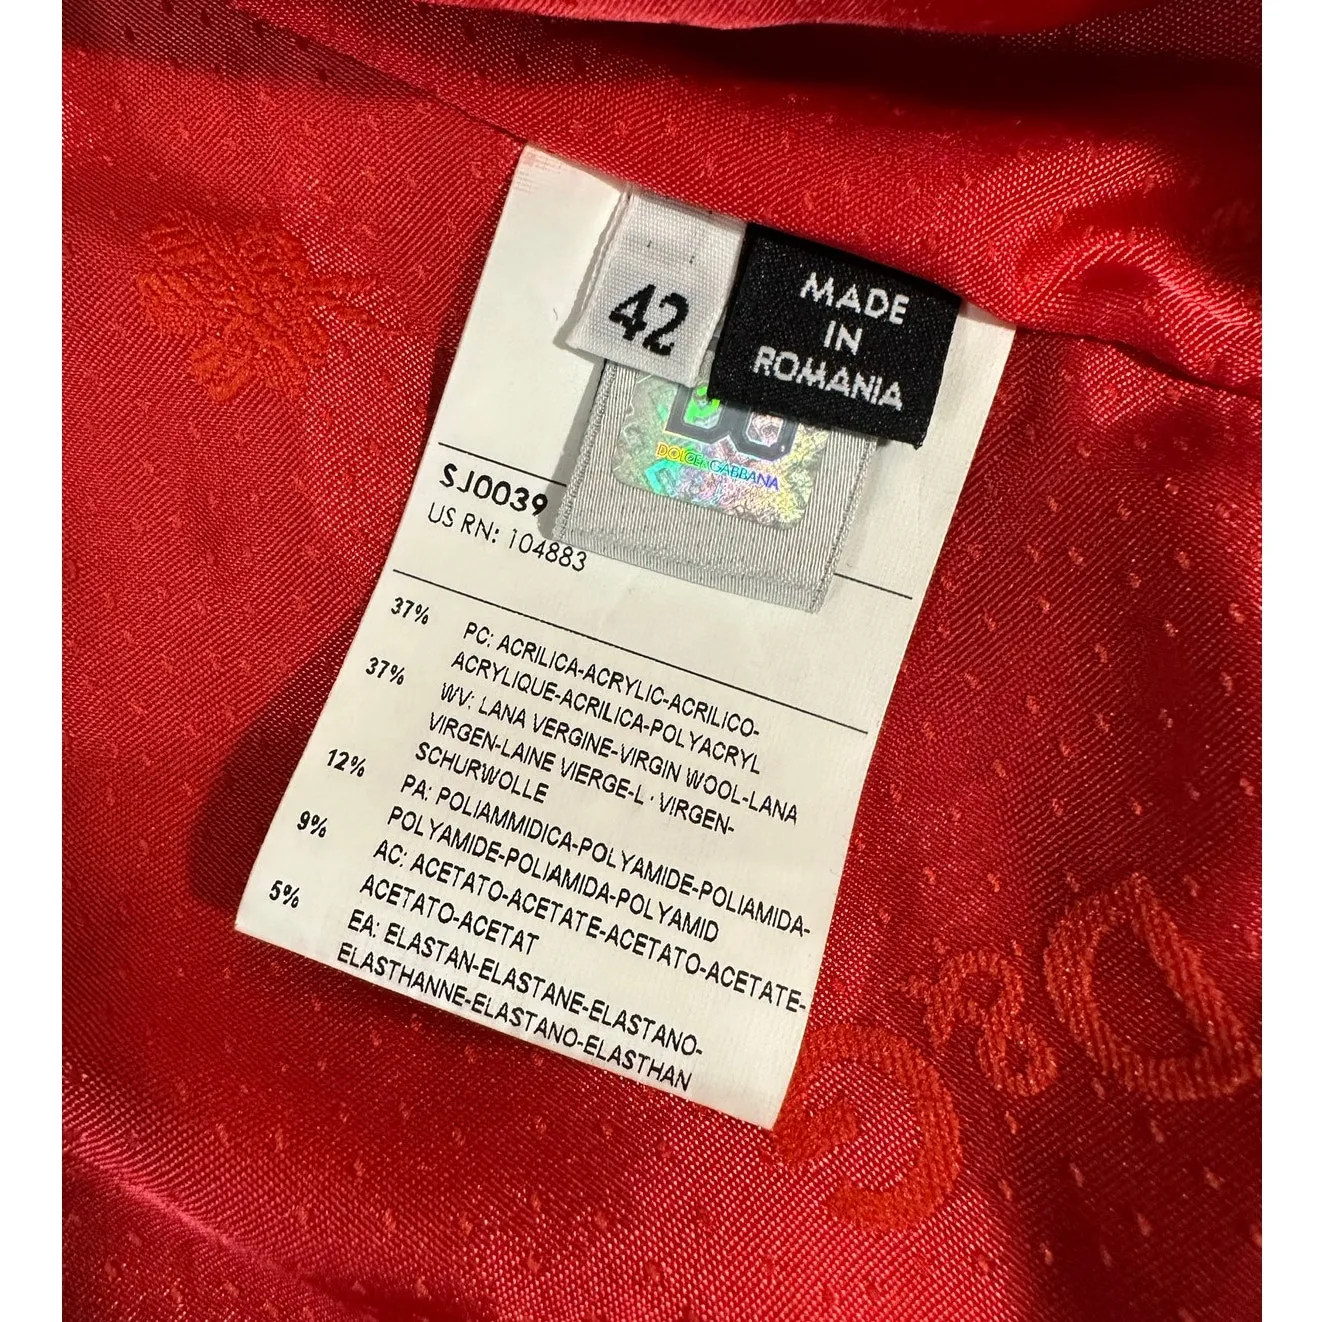 42
MADE
IN
ROMANIA
DG
DOLCE & GABBANA
SJ0039
US RN: 104883
37% PC: ACRILICA-ACRYLIC-ACRILICO-
ACRYLIQUE-ACRILICA-POLYACRYL
37% WV: LANA VERGINE-VIRGIN WOOL-LANA
VIRGEN-LAINE VIERGE-L· VIRGEN-
SCHURWOLLE
12% PA: POLIAMMIDICA-POLYAMIDE-POLIAMIDA-
POLYAMIDE-POLIAMIDA-POLYAMID
9% AC: ACETATO-ACETATE-ACETATO-ACETATE-
ACETATO-ACETAT
5% EA: ELASTAN-ELASTANE-ELASTANO-
ELASTHANNE-ELASTANO-ELASTHAN
D&G